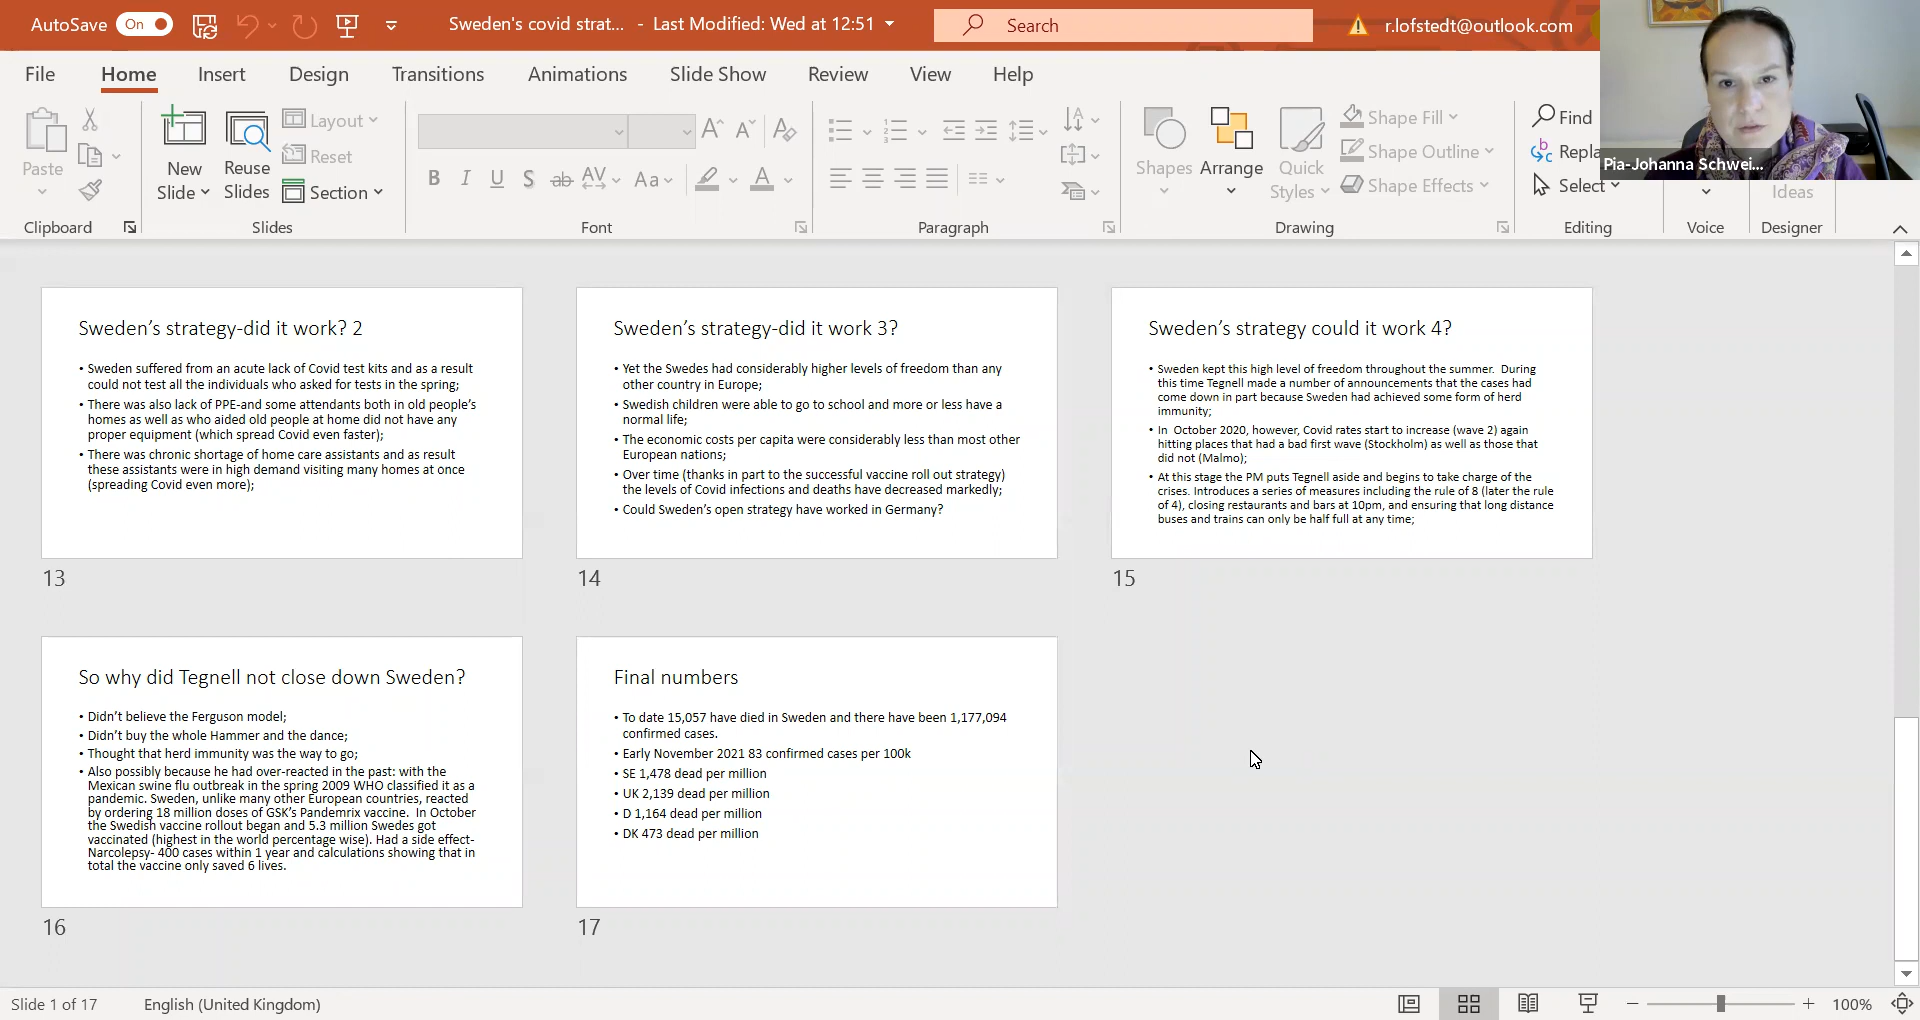 AutoSave On Sweden's covid strat... - Last Modified: Wed at 12:51 Search r.lofstedt@outlook.com
File Home Insert Design Transitions Animations Slide Show Review View Help
Paste
New
Slide
Reuse
Slides
Layout
Reset
Section
B I U S ab AV Aa A
Shapes
Arrange
Quick
Styles
Shape Fill
Shape Outline
Shape Effects
Find
Repla
Select
Pia-Johanna Schwei...
Ideas
Clipboard Slides Font Paragraph Drawing Editing Voice Designer
Sweden's strategy-did it work? 2
• Sweden suffered from an acute lack of Covid test kits and as a result
could not test all the individuals who asked for tests in the spring;
• There was also lack of PPE-and some attendants both in old people's
homes as well as who aided old people at home did not have any
proper equipment (which spread Covid even faster);
• There was chronic shortage of home care assistants and as result
these assistants were in high demand visiting many homes at once
(spreading Covid even more);
13
Sweden's strategy-did it work 3?
• Yet the Swedes had considerably higher levels of freedom than any
other country in Europe;
• Swedish children were able to go to school and more or less have a
normal life;
• The economic costs per capita were considerably less than most other
European nations;
• Over time (thanks in part to the successful vaccine roll out strategy)
the levels of Covid infections and deaths have decreased markedly;
• Could Sweden's open strategy have worked in Germany?
14
Sweden's strategy could it work 4?
• Sweden kept this high level of freedom throughout the summer. During
this time Tegnell made a number of announcements that the cases had
come down in part because Sweden had achieved some form of herd
immunity;
• In October 2020, however, Covid rates start to increase (wave 2) again
hitting places that had a bad first wave (Stockholm) as well as those that
did not (Malmo);
• At this stage the PM puts Tegnell aside and begins to take charge of the
crises. Introduces a series of measures including the rule of 8 (later the rule
of 4), closing restaurants and bars at 10pm, and ensuring that long distance
buses and trains can only be half full at any time;
15
So why did Tegnell not close down Sweden?
• Didn't believe the Ferguson model;
• Didn't buy the whole Hammer and the dance;
• Thought that herd immunity was the way to go;
• Also possibly because he had over-reacted in the past: with the
Mexican swine flu outbreak in the spring 2009 WHO classified it as a
pandemic. Sweden, unlike many other European countries, reacted
by ordering 18 million doses of GSK's Pandemrix vaccine. In October
the Swedish vaccine rollout began and 5.3 million Swedes got
vaccinated (highest in the world percentage wise). Had a side effect-
Narcolepsy- 400 cases within 1 year and calculations showing that in
total the vaccine only saved 6 lives.
16
Final numbers
• To date 15,057 have died in Sweden and there have been 1,177,094
confirmed cases.
• Early November 2021 83 confirmed cases per 100k
• SE 1,478 dead per million
• UK 2,139 dead per million
• D 1,164 dead per million
• DK 473 dead per million
17
Slide 1 of 17 English (United Kingdom) 100%